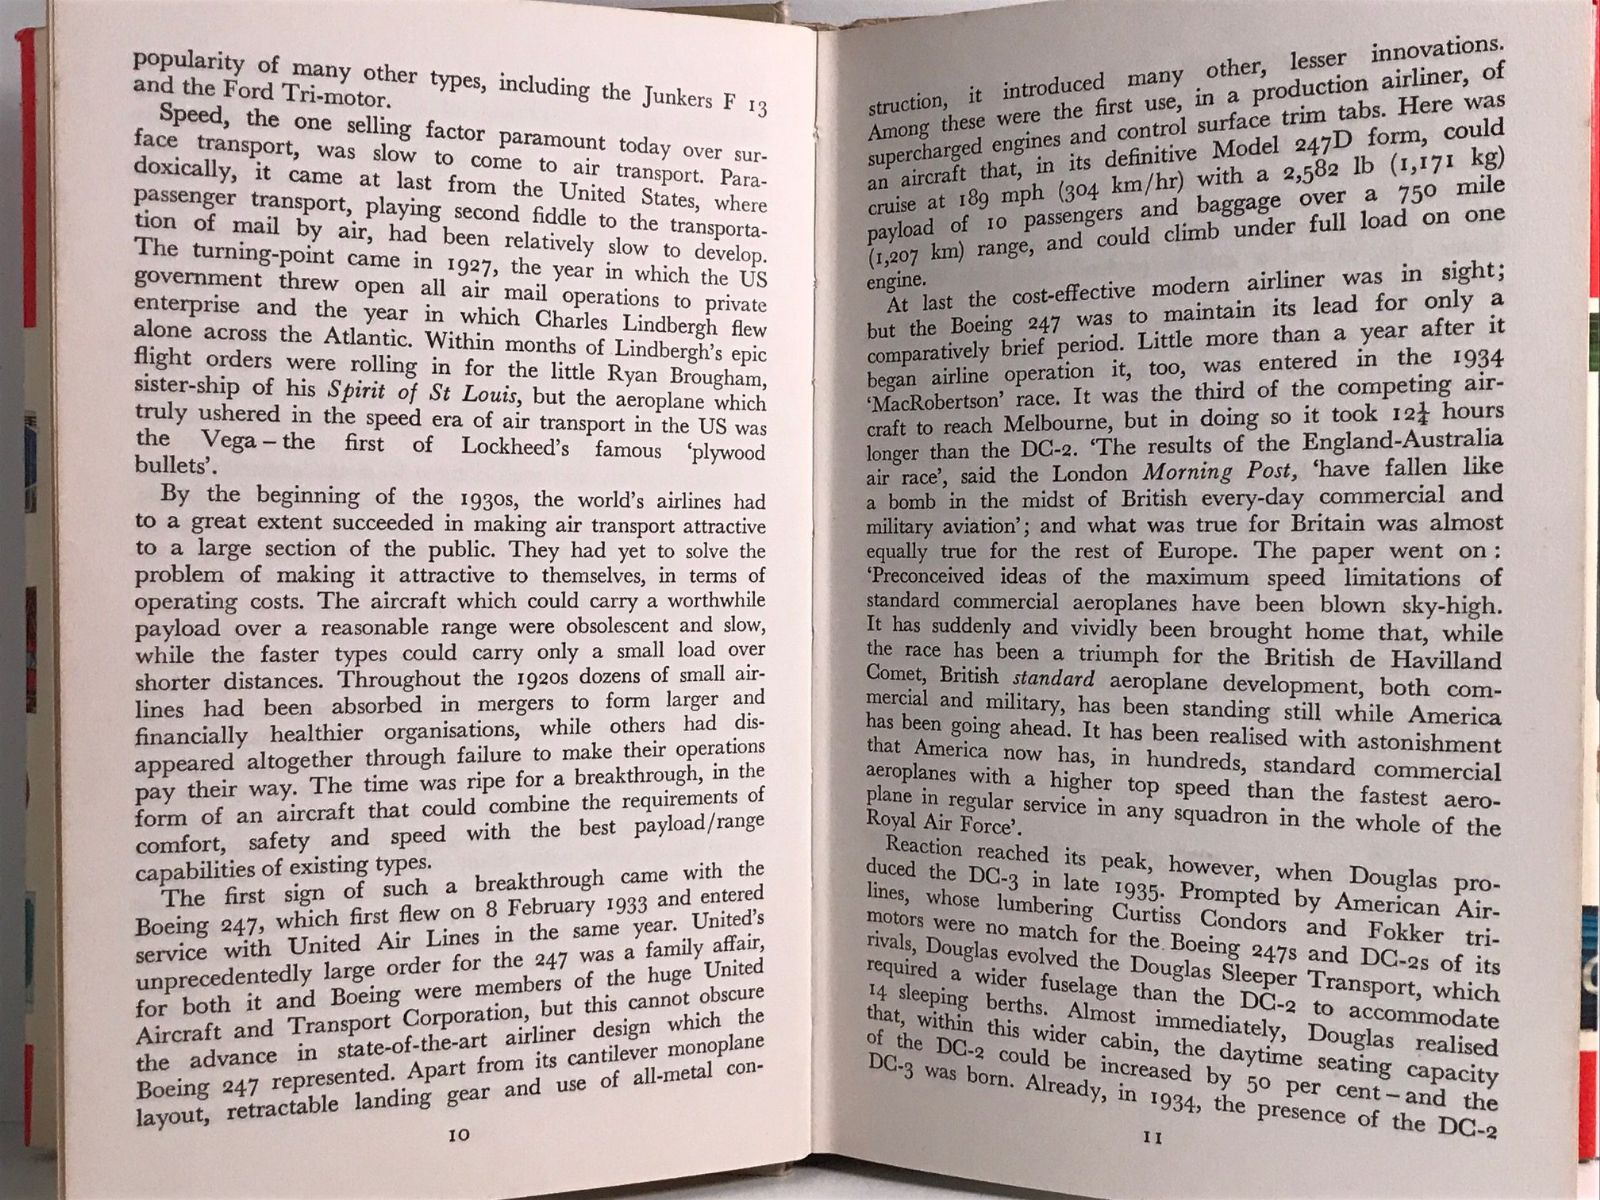 popularity of many other types, including the Junkers F 13
and the Ford Tri-motor.
Speed, the one selling factor paramount today over sur-
face transport, was slow to come to air transport. Para-
doxically, it came at last from the United States, where
passenger transport, playing second fiddle to the transporta-
tion of mail by air, had been relatively slow to develop.
The turning-point came in 1927, the year in which the US
government threw open all air mail operations to private
enterprise and the year in which Charles Lindbergh flew
alone across the Atlantic. Within months of Lindbergh's epic
flight orders were rolling in for the little Ryan Brougham,
sister-ship of his Spirit of St Louis, but the aeroplane which
truly ushered in the speed era of air transport in the US was
the Vega – the first of Lockheed's famous 'plywood
bullets'.
By the beginning of the 1930s, the world's airlines had
to a great extent succeeded in making air transport attractive
to a large section of the public. They had yet to solve the
problem of making it attractive to themselves, in terms of
operating costs. The aircraft which could carry a worthwhile
payload over a reasonable range were obsolescent and slow,
while the faster types could carry only a small load over
shorter distances. Throughout the 1920s dozens of small air-
lines had been absorbed in mergers to form larger and
financially healthier organisations, while others had dis-
appeared altogether through failure to make their operations
pay their way. The time was ripe for a breakthrough, in the
form of an aircraft that could combine the requirements of
comfort, safety and speed with the best payload/range
capabilities of existing types.
The first sign of such a breakthrough came with the
Boeing 247, which first flew on 8 February 1933 and entered
service with United Air Lines in the same year. United's
unprecedentedly large order for the 247 was a family affair,
for both it and Boeing were members of the huge United
Aircraft and Transport Corporation, but this cannot obscure
the advance in state-of-the-art airliner design which the
Boeing 247 represented. Apart from its cantilever monoplane
layout, retractable landing gear and use of all-metal con-
10
struction, it introduced many other, lesser innovations.
Among these were the first use, in a production airliner, of
supercharged engines and control surface trim tabs. Here was
an aircraft that, in its definitive Model 247D form, could
cruise at 189 mph (304 km/hr) with a 2,582 lb (1,171 kg)
payload of 10 passengers and baggage over a 750 mile
(1,207 km) range, and could climb under full load on one
engine.
At last the cost-effective modern airliner was in sight;
but the Boeing 247 was to maintain its lead for only a
comparatively brief period. Little more than a year after it
began airline operation it, too, was entered in the 1934
'MacRobertson' race. It was the third of the competing air-
craft to reach Melbourne, but in doing so it took 12¼ hours
longer than the DC-2. 'The results of the England-Australia
air race', said the London Morning Post, 'have fallen like
a bomb in the midst of British every-day commercial and
military aviation'; and what was true for Britain was almost
equally true for the rest of Europe. The paper went on:
'Preconceived ideas of the maximum speed limitations of
standard commercial aeroplanes have been blown sky-high.
It has suddenly and vividly been brought home that, while
the race has been a triumph for the British de Havilland
Comet, British standard aeroplane development, both com-
mercial and military, has been standing still while America
has been going ahead. It has been realised with astonishment
that America now has, in hundreds, standard commercial
aeroplanes with a higher top speed than the fastest aero-
plane in regular service in any squadron in the whole of the
Royal Air Force'.
Reaction reached its peak, however, when Douglas pro-
duced the DC-3 in late 1935. Prompted by American Air-
lines, whose lumbering Curtiss Condors and Fokker tri-
motors were no match for the Boeing 247s and DC-2s of its
rivals, Douglas evolved the Douglas Sleeper Transport, which
required a wider fuselage than the DC-2 to accommodate
14 sleeping berths. Almost immediately, Douglas realised
that, within this wider cabin, the daytime seating capacity
of the DC-2 could be increased by 50 per cent – and the
DC-3 was born. Already, in 1934, the presence of the DC-2
11